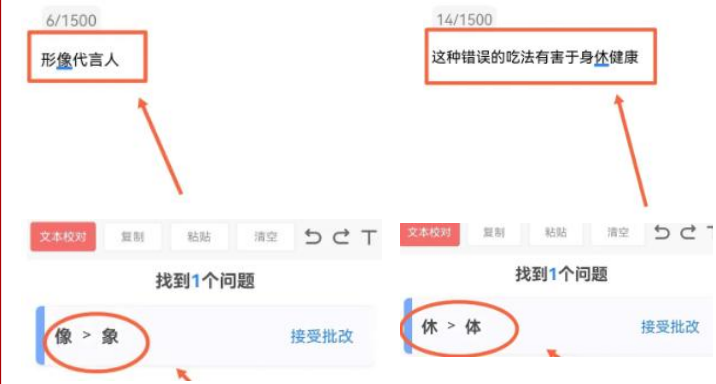 6/1500
形像代言人
文本校对 复制 粘贴 清空
找到1个问题
像 > 象
接受批改
14/1500
这种错误的吃法有害于身休健康
文本校对 复制 粘贴 清空
找到1个问题
休 > 体
接受批改